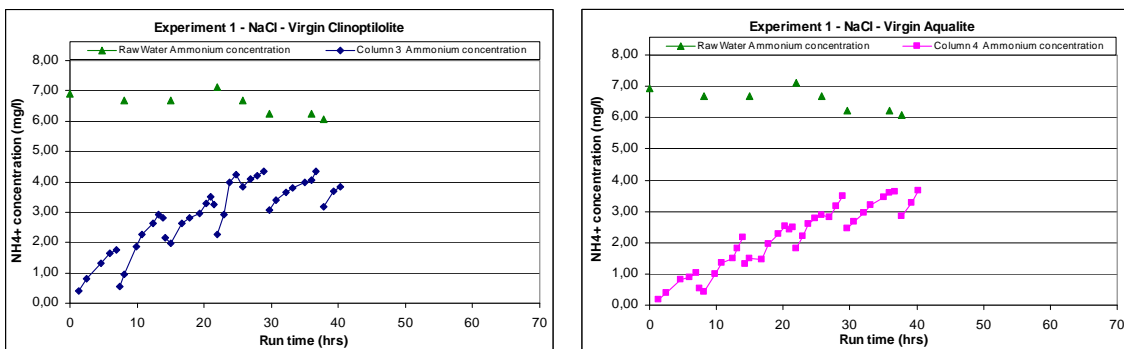 Experiment 1 - NaCl - Virgin Clinoptilolite
Raw Water Ammonium concentration
Column 3 Ammonium concentration
8,00
7,00
6,00
5,00
4,00
3,00
2,00
1,00
0,00
NH4+ concentration (mg/l)
0 10 20 30 40 50 60 70
Run time (hrs)
Experiment 1 - NaCl - Virgin Aqualite
Raw Water Ammonium concentration
Column 4 Ammonium concentration
8,00
7,00
6,00
5,00
4,00
3,00
2,00
1,00
0,00
NH4+ concentration (mg/l)
0 10 20 30 40 50 60 70
Run time (hrs)